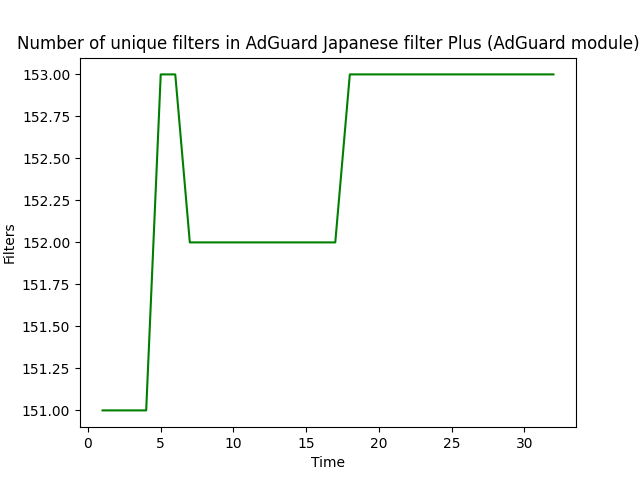 Number of unique filters in AdGuard Japanese filter Plus (AdGuard module)
153.00
152.75
152.50
152.25
152.00
151.75
151.50
151.25
151.00
Filters
0 5 10 15 20 25 30
Time